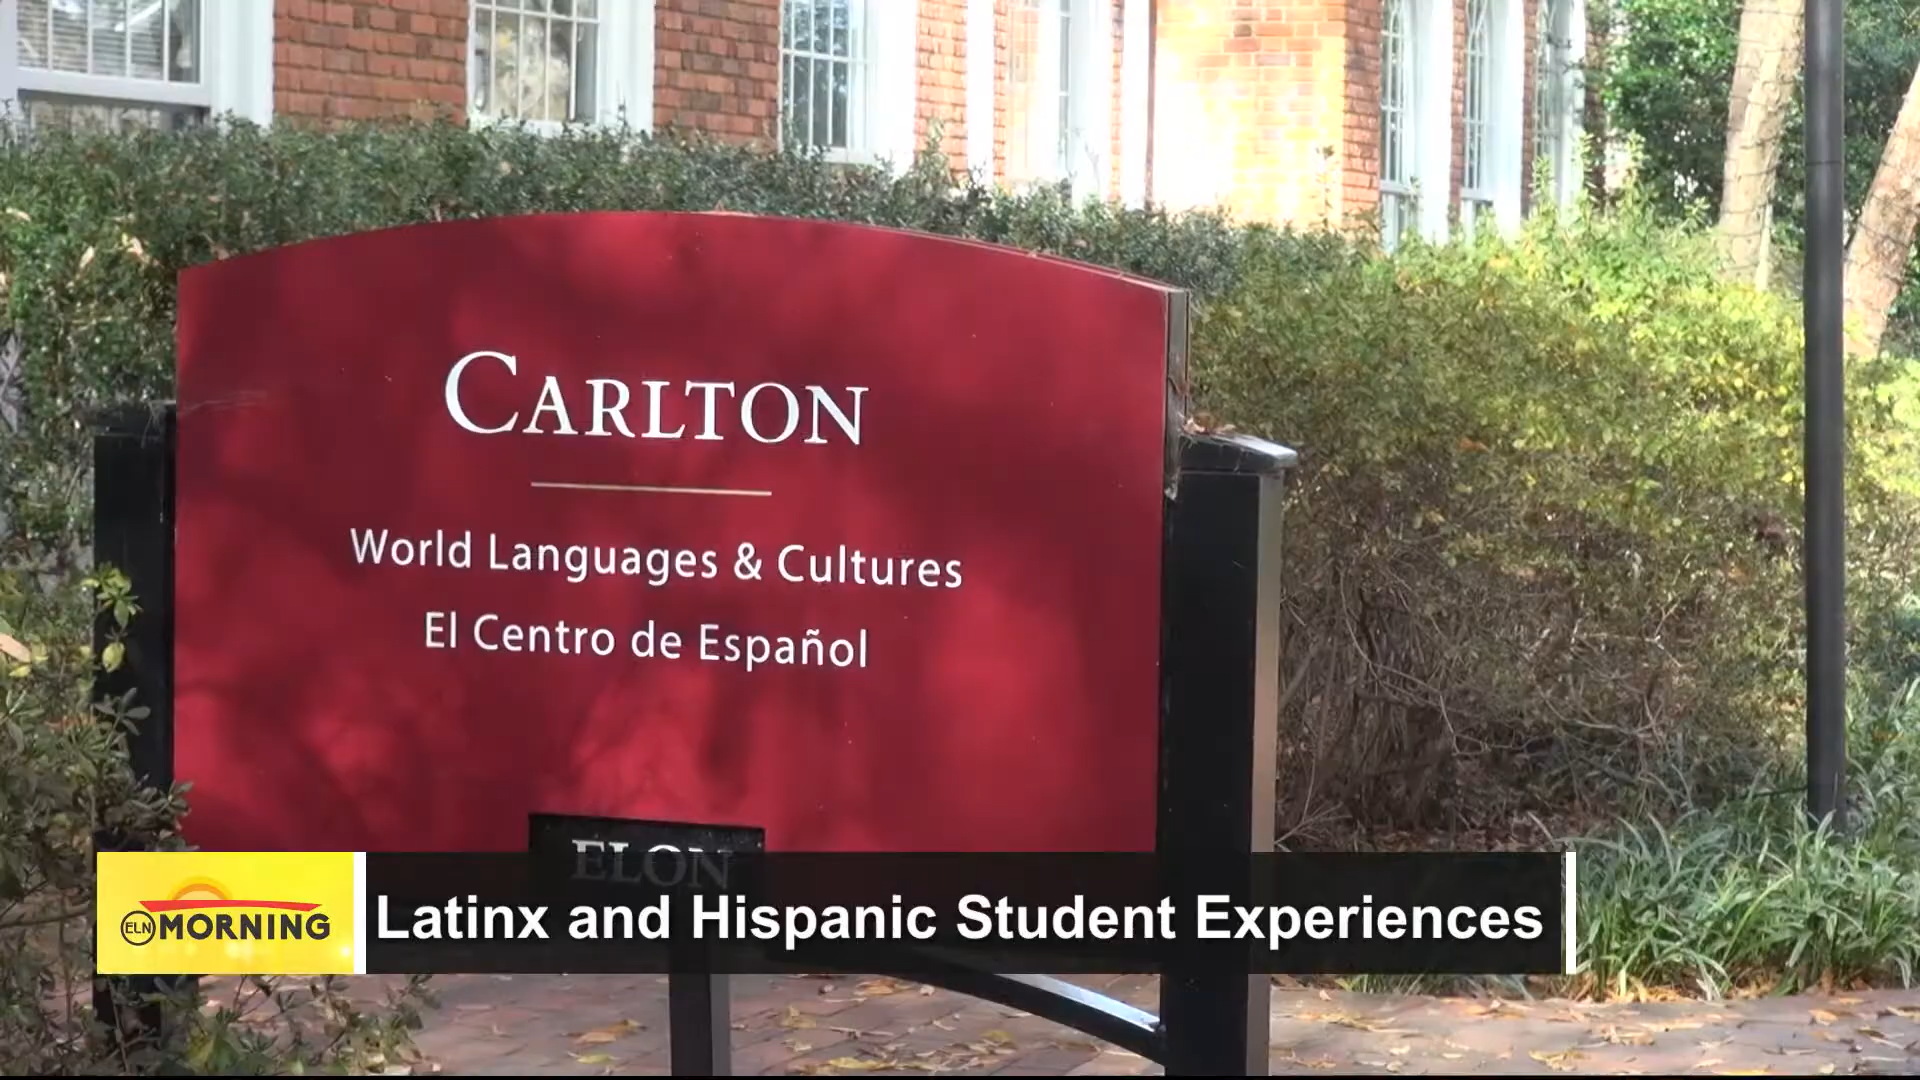 CARLTON
World Languages & Cultures
El Centro de Español
ELON
ELN MORNING
Latinx and Hispanic Student Experiences